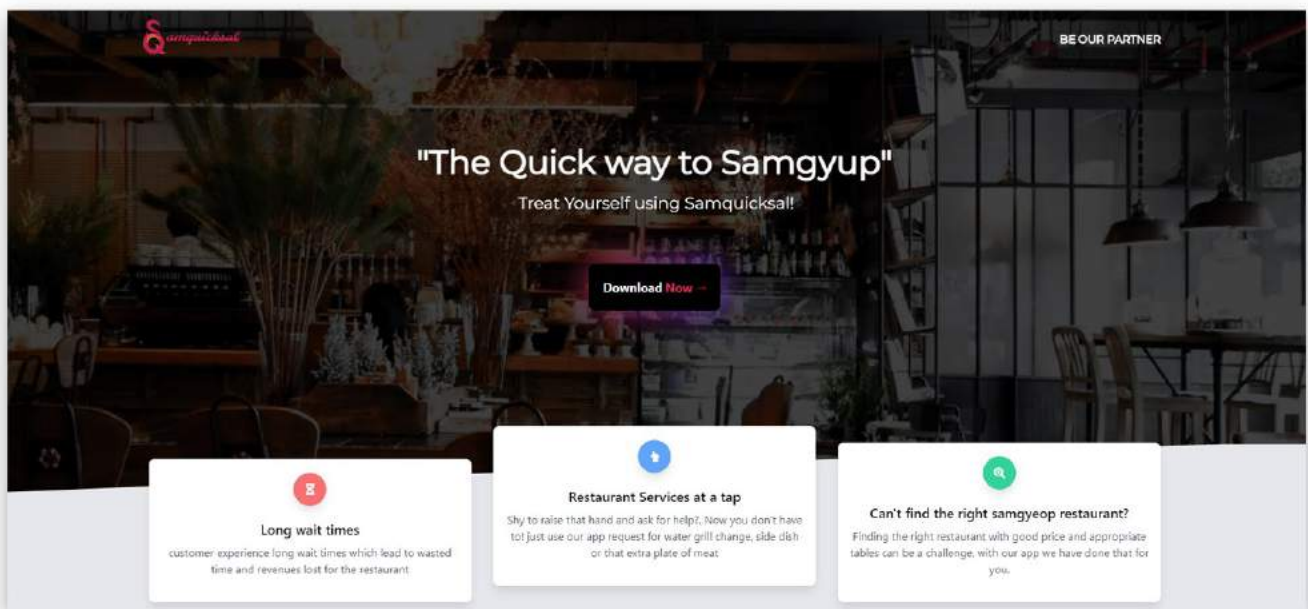 SQ amquicksal
BE OUR PARTNER
"The Quick way to Samgyup"
Treat Yourself using Samquicksal!
Download Now →
Long wait times
customer experience long wait times which lead to wasted
time and revenues lost for the restaurant
Restaurant Services at a tap
Shy to raise that hand and ask for help?, Now you don't have
to! just use our app request for water grill change, side dish
or that extra plate of meat
Can't find the right samgyeop restaurant?
Finding the right restaurant with good price and appropriate
tables can be a challenge, with our app we have done that for
you.